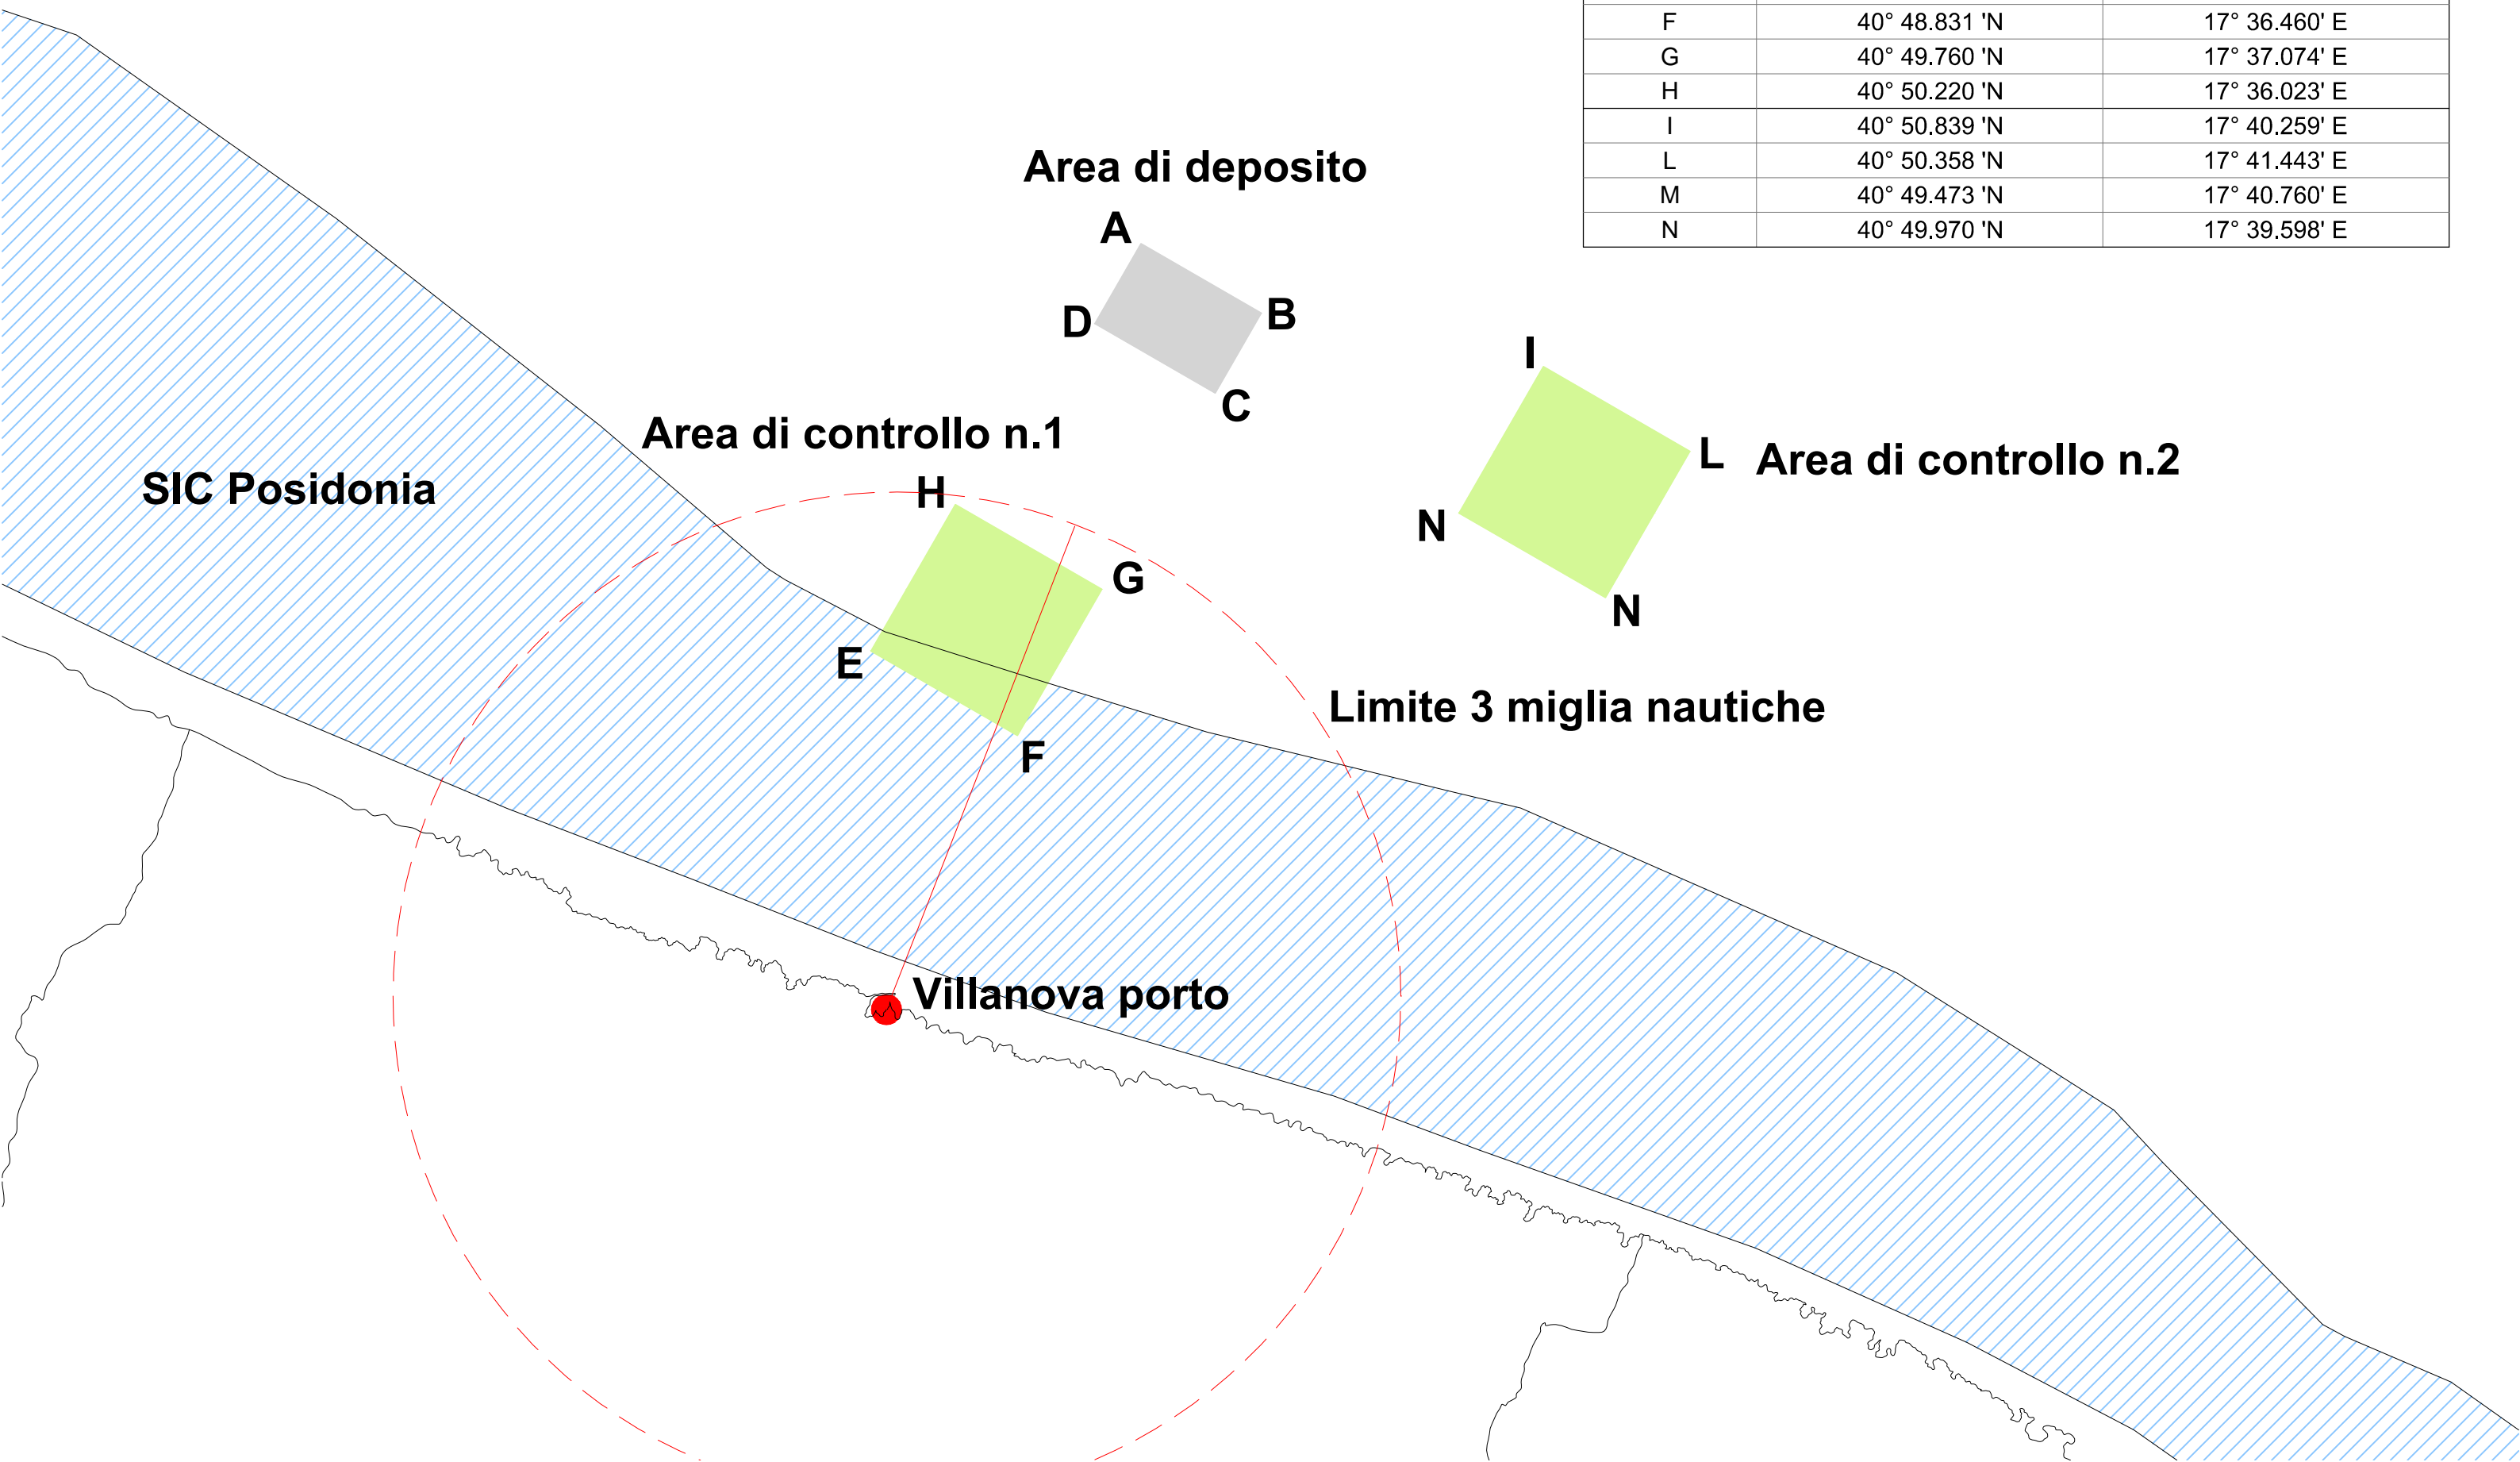 F 40° 48.831 'N 17° 36.460' E
G 40° 49.760 'N 17° 37.074' E
H 40° 50.220 'N 17° 36.023' E
I 40° 50.839 'N 17° 40.259' E
L 40° 50.358 'N 17° 41.443' E
M 40° 49.473 'N 17° 40.760' E
N 40° 49.970 'N 17° 39.598' E
Area di deposito
A
B
D
C
I
Area di controllo n.1
L Area di controllo n.2
SIC Posidonia
H
N
G
N
E
Limite 3 miglia nautiche
F
Villanova porto